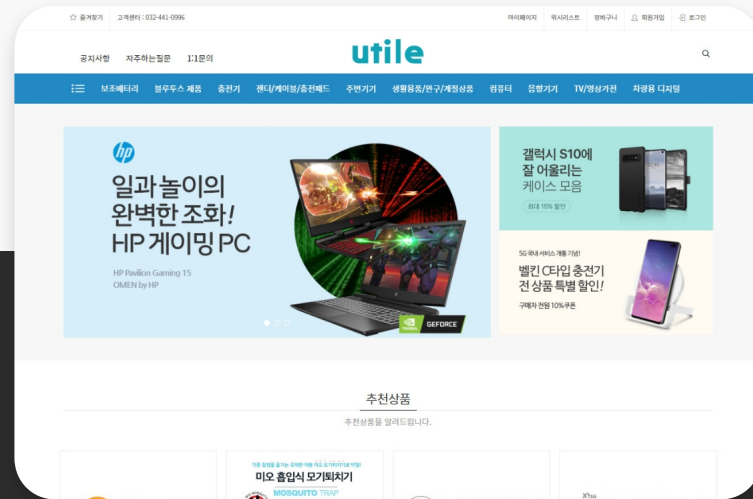 즐겨찾기 고객센터 : 032-441-0996 마이페이지 위시리스트 장바구니 회원가입 로그인
공지사항 자주하는질문 1:1문의 utile
보조배터리 블루투스 제품 충전기 젠더/케이블/충전패드 주변기기 생활용품/완구/계절상품 컴퓨터 음향기기 TV/영상가전 차량용 디지털
hp
일과 놀이의
완벽한 조화!
HP 게이밍 PC
HP Pavilion Gaming 15
OMEN by HP
GEFORCE
갤럭시 S10에
잘 어울리는
케이스 모음
최대 15% 할인
5G 국내 서비스 개통 기념!
벨킨 C타입 충전기
전 상품 특별 할인!
구매자 전원 10%쿠폰
추천상품
추천상품을 알려드립니다.
미오 흡입식 모기퇴치기
MOSQUITO TRAP